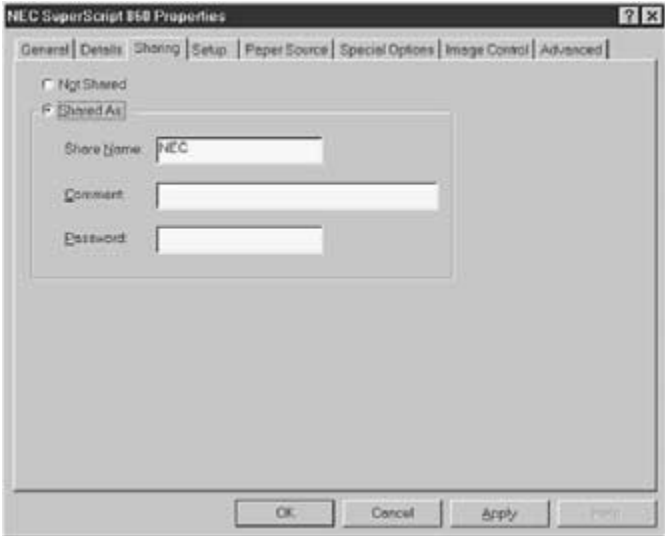 NEC SuperScript 860 Properties
General Details Sharing Setup Paper Source Special Options Image Control Advanced
Not Shared
Shared As:
Share Name: NEC
Comment:
Password:
OK Cancel Apply Help